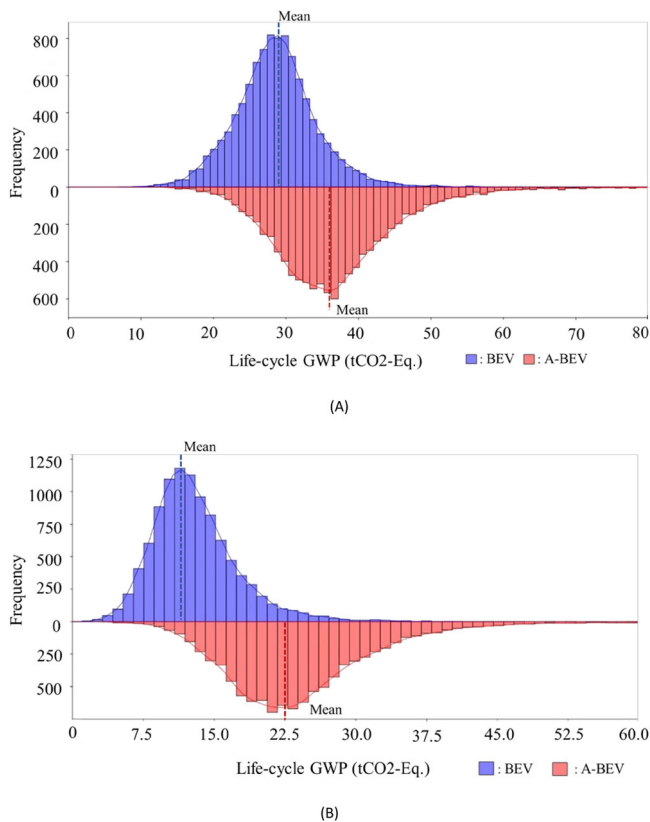 Mean
800
600
400
200
0
200
400
600
Frequency
Mean
0 10 20 30 40 50 60 70 80
Life-cycle GWP (tCO2-Eq.) : BEV : A-BEV
(A)
Mean
1250
1000
750
500
250
0
250
500
Frequency
Mean
0 7.5 15.0 22.5 30.0 37.5 45.0 52.5 60.0
Life-cycle GWP (tCO2-Eq.) : BEV : A-BEV
(B)